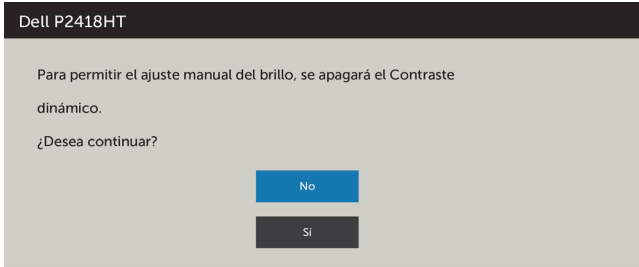 Dell P2418HT
Para permitir el ajuste manual del brillo, se apagará el Contraste
dinámico.
¿Desea continuar?
No
Sí